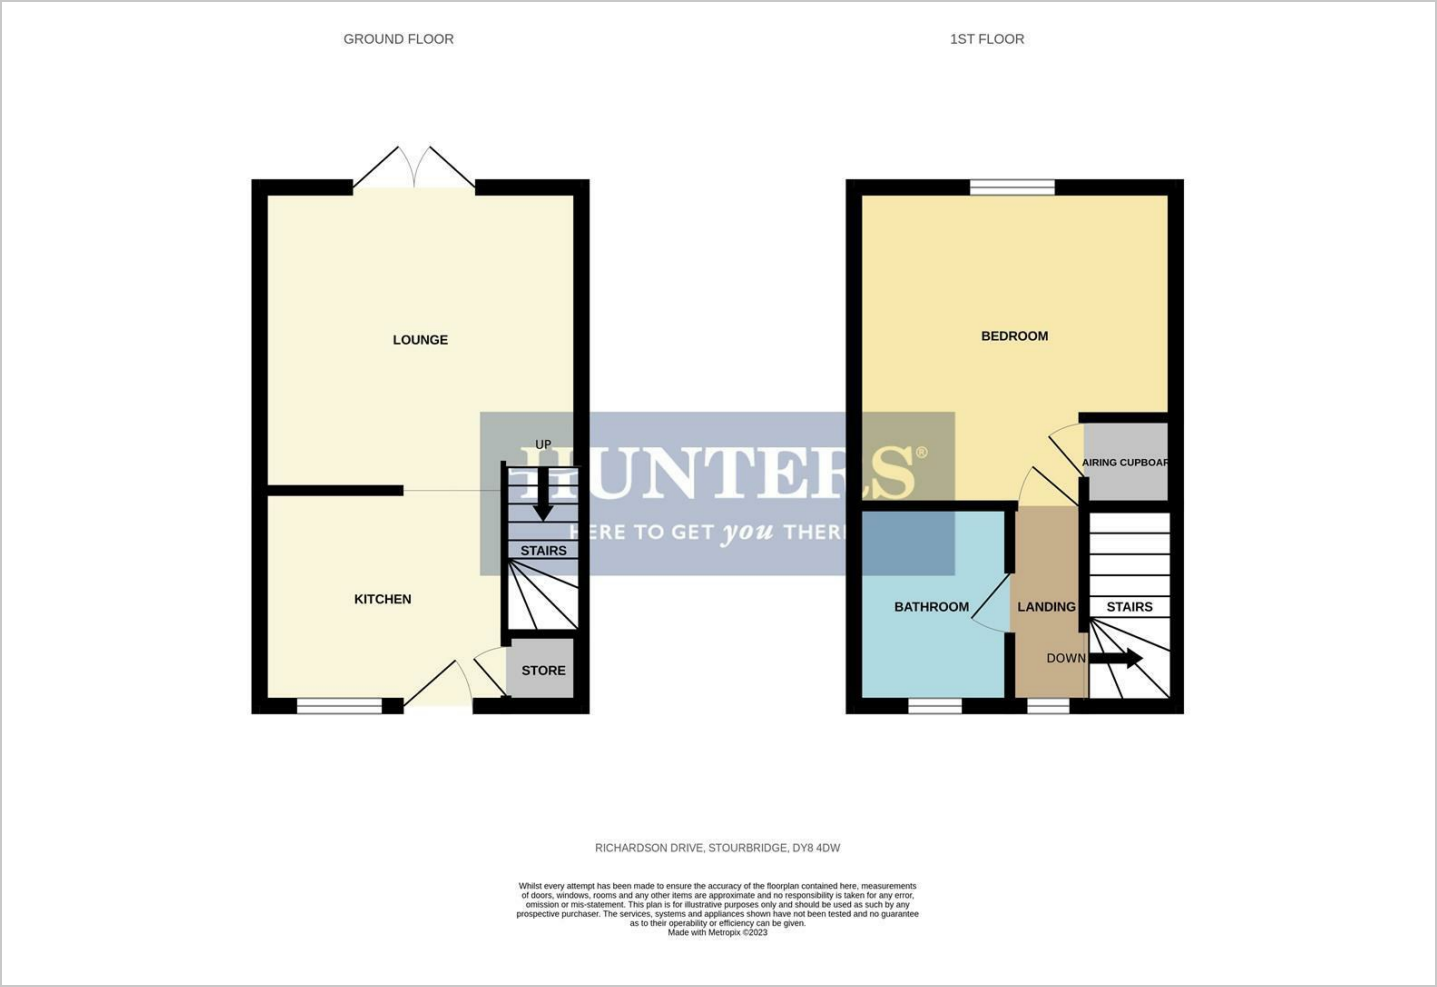 GROUND FLOOR
1ST FLOOR
LOUNGE
BEDROOM
UP
HUNTERS®
HERE TO GET you THERE
AIRING CUPBOAR
STAIRS
KITCHEN
BATHROOM
LANDING
STAIRS
DOWN
STORE
RICHARDSON DRIVE, STOURBRIDGE, DY8 4DW
Whilst every attempt has been made to ensure the accuracy of the floorplan contained here, measurements
of doors, windows, rooms and any other items are approximate and no responsibility is taken for any error,
omission or mis-statement. This plan is for illustrative purposes only and should be used as such by any
prospective purchaser. The services, systems and appliances shown have not been tested and no guarantee
as to their operability or efficiency can be given.
Made with Metropix ©2023